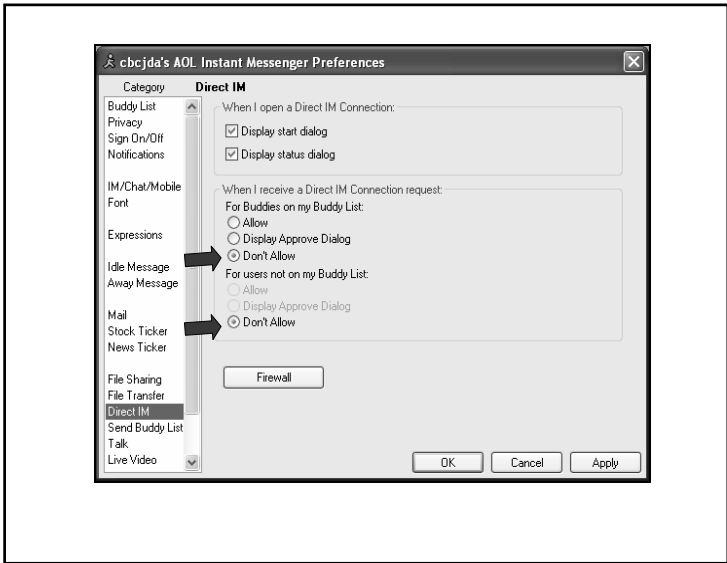 cbcjda's AOL Instant Messenger Preferences
Category
Direct IM
Buddy List
Privacy
Sign On/Off
Notifications
IM/Chat/Mobile
Font
Expressions
Idle Message
Away Message
Mail
Stock Ticker
News Ticker
File Sharing
File Transfer
Direct IM
Send Buddy List
Talk
Live Video
When I open a Direct IM Connection:
Display start dialog
Display status dialog
When I receive a Direct IM Connection request:
For Buddies on my Buddy List:
Allow
Display Approve Dialog
Don't Allow
For users not on my Buddy List:
Allow
Display Approve Dialog
Don't Allow
Firewall
OK
Cancel
Apply